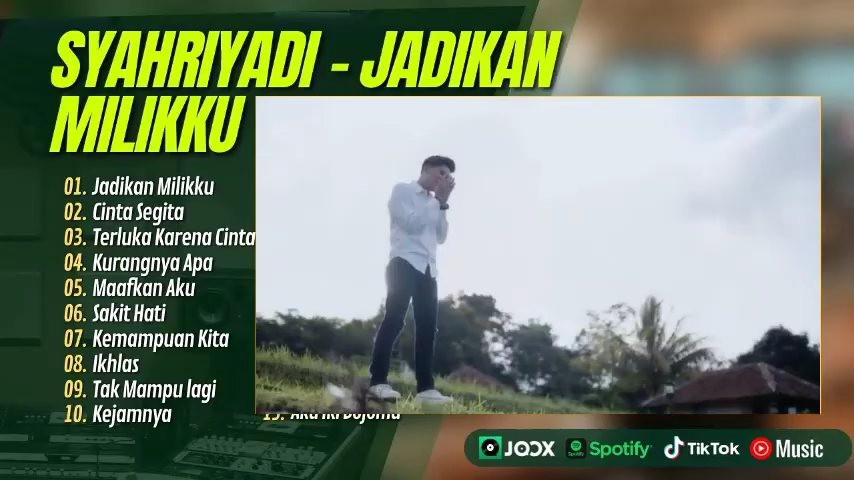 SYAHRIYADI - JADIKAN
MILIKKU
01. Jadikan Milikku
02. Cinta Segita
03. Terluka Karena Cinta
04. Kurangnya Apa
05. Maafkan Aku
06. Sakit Hati
07. Kemampuan Kita
08. Ikhlas
09. Tak Mampu lagi
10. Kejamnya
JOOX Spotify Spotify TikTok Music